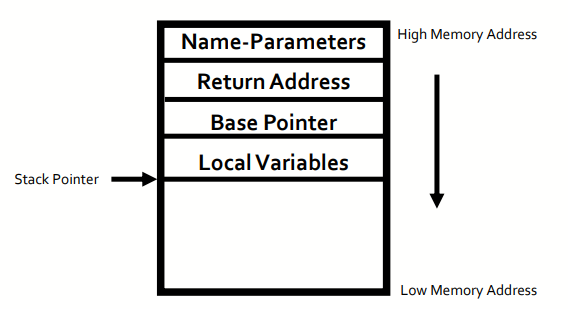 Name-Parameters
High Memory Address
Return Address
Base Pointer
Local Variables
Stack Pointer
Low Memory Address